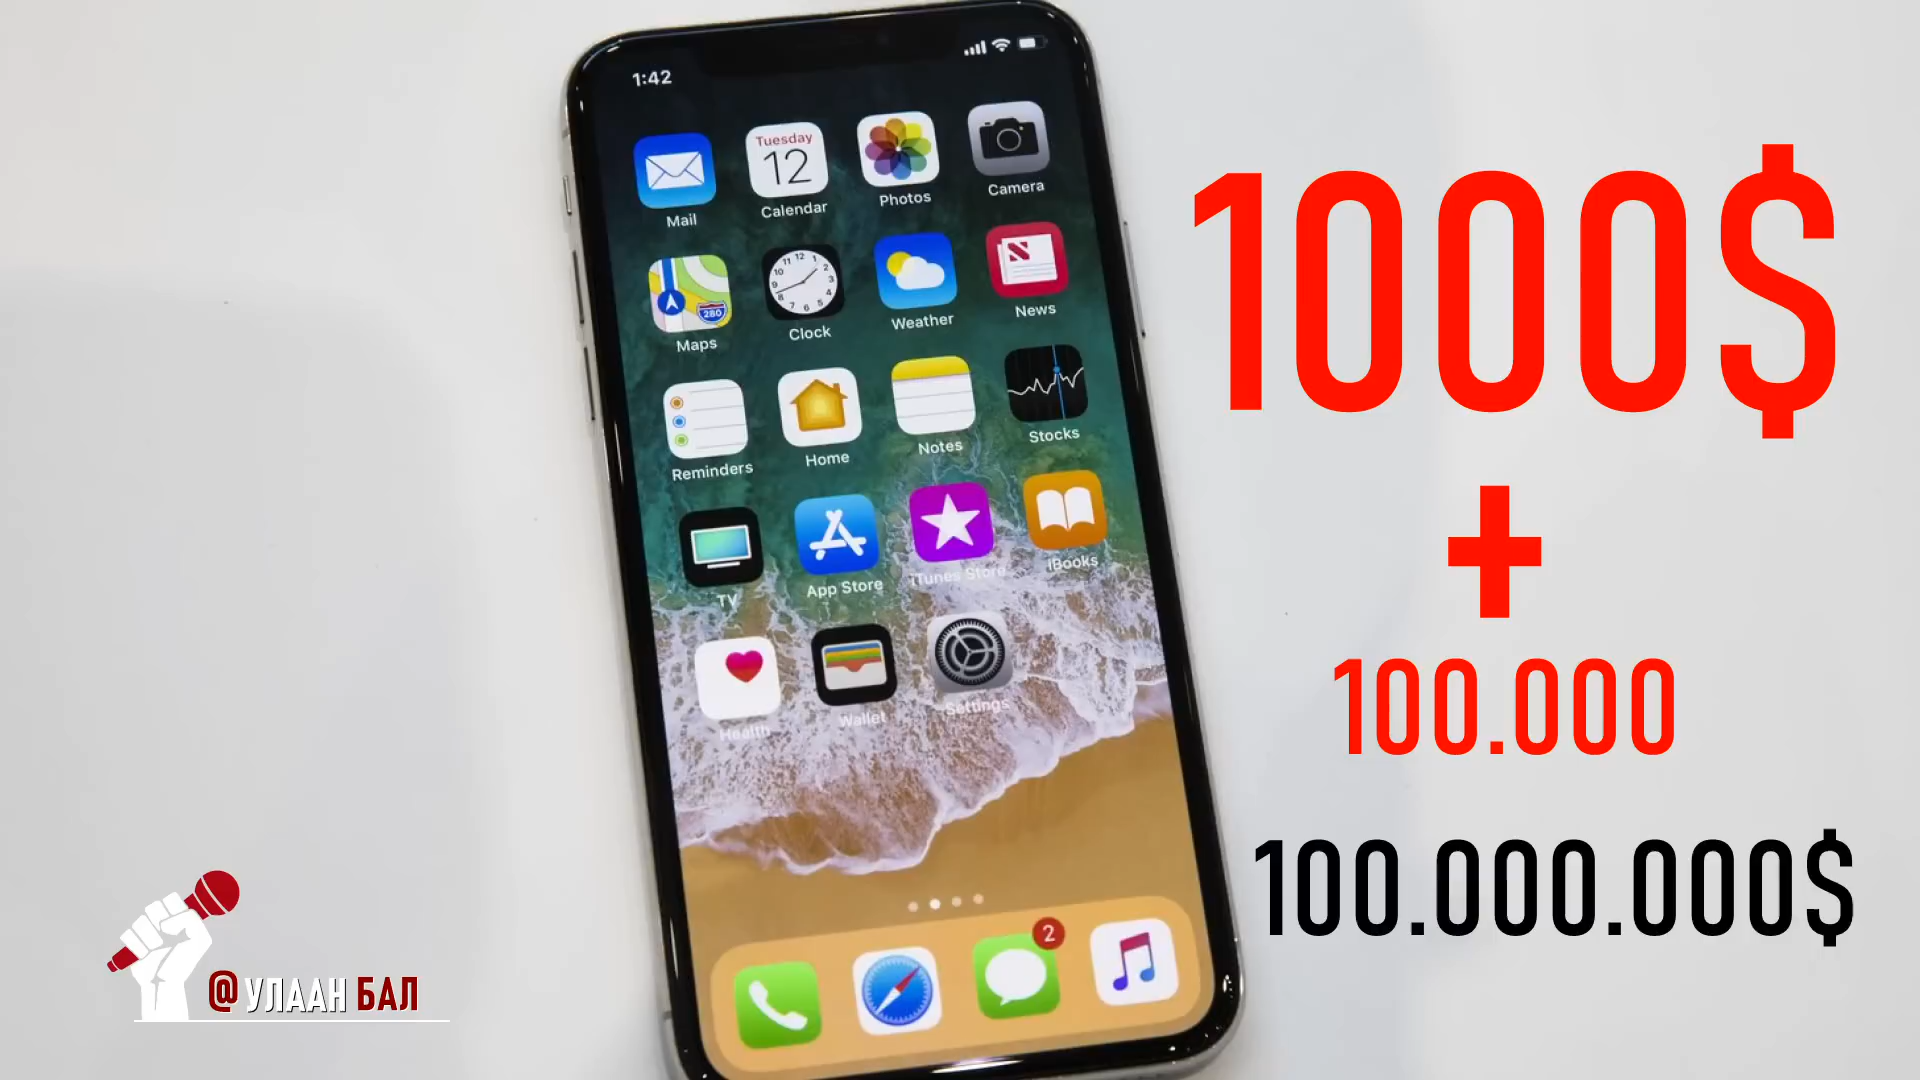 1:42
Tuesday
12
Mail
Calendar
Photos
Camera
280
Maps
Clock
Weather
News
Reminders
Home
Notes
Stocks
TV
App Store
iTunes Store
iBooks
Health
Wallet
Settings
2
1000$
+
100.000
100.000.000$
@ УЛААН БАЛ